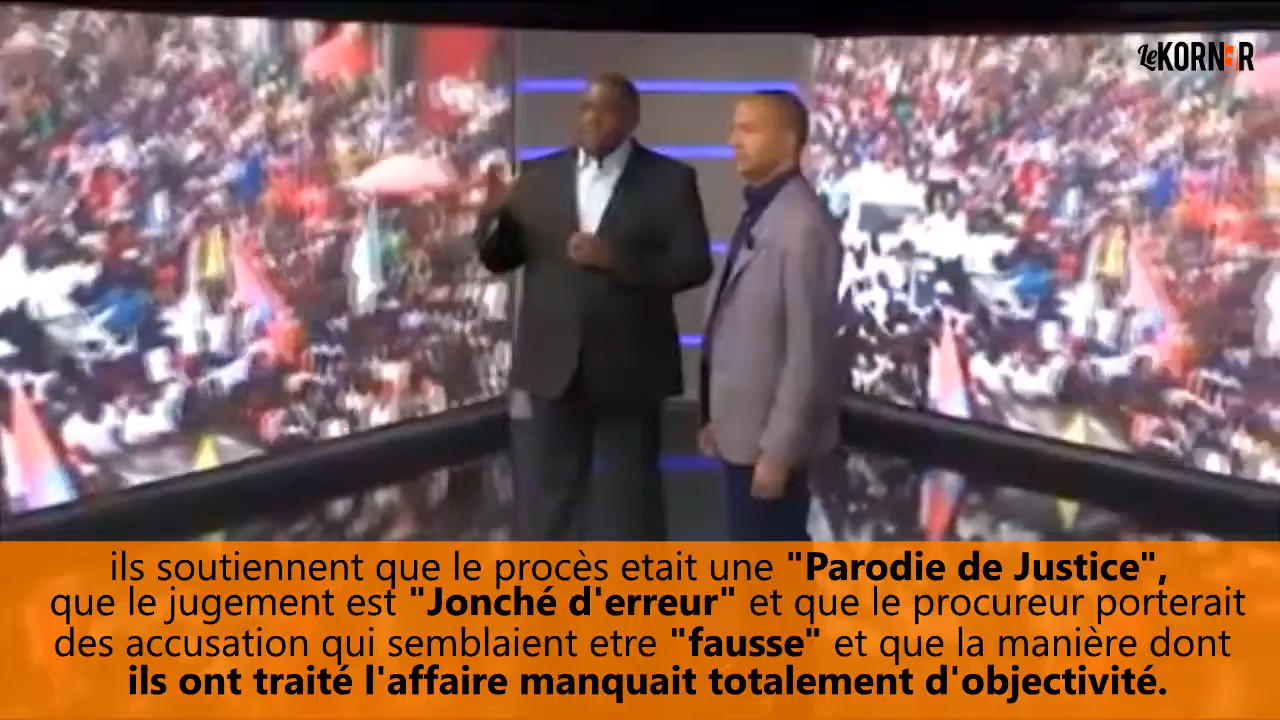 LeKORNER
ils soutiennent que le procès etait une "Parodie de Justice",
que le jugement est "Jonché d'erreur" et que le procureur porterait
des accusation qui semblaient etre "fausse" et que la manière dont
ils ont traité l'affaire manquait totalement d'objectivité.